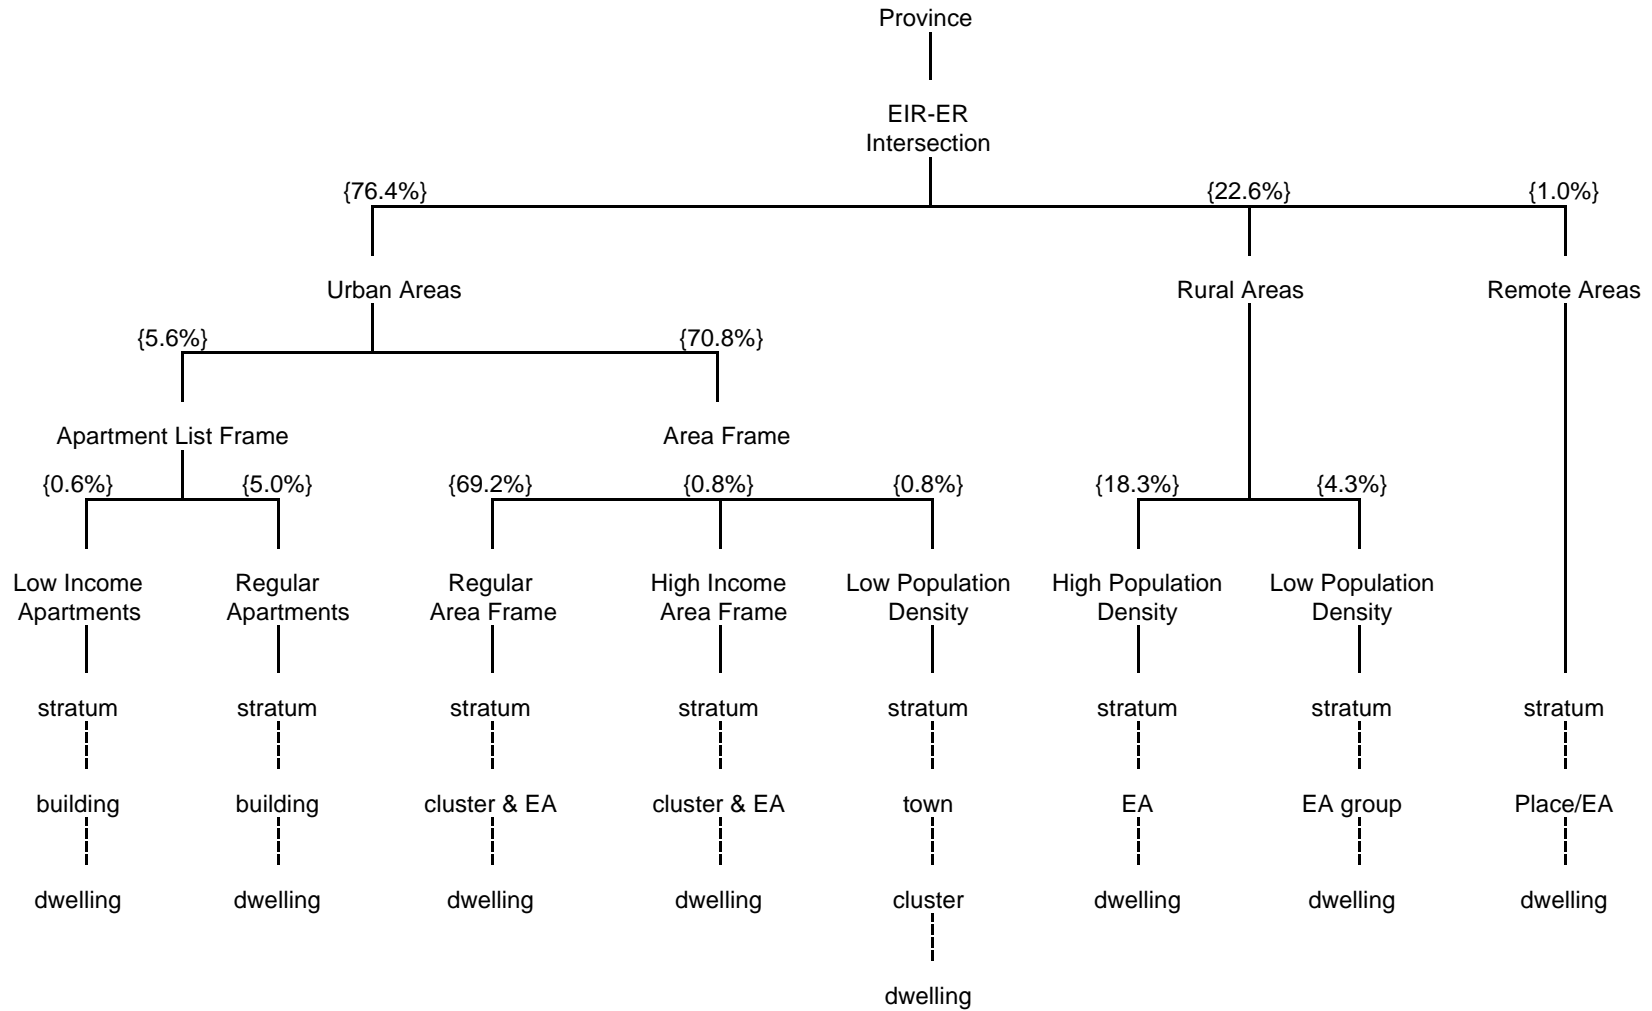 Province
EIR-ER
Intersection
{76.4%} {22.6%} {1.0%}
Urban Areas Rural Areas Remote Areas
{5.6%} {70.8%}
Apartment List Frame Area Frame
{0.6%} {5.0%} {69.2%} {0.8%} {0.8%} {18.3%} {4.3%}
Low Income Regular Regular High Income Low Population High Population Low Population
Apartments Apartments Area Frame Area Frame Density Density Density
stratum stratum stratum stratum stratum stratum stratum stratum
building building cluster & EA cluster & EA town EA EA group Place/EA
dwelling dwelling dwelling dwelling cluster dwelling dwelling dwelling
dwelling